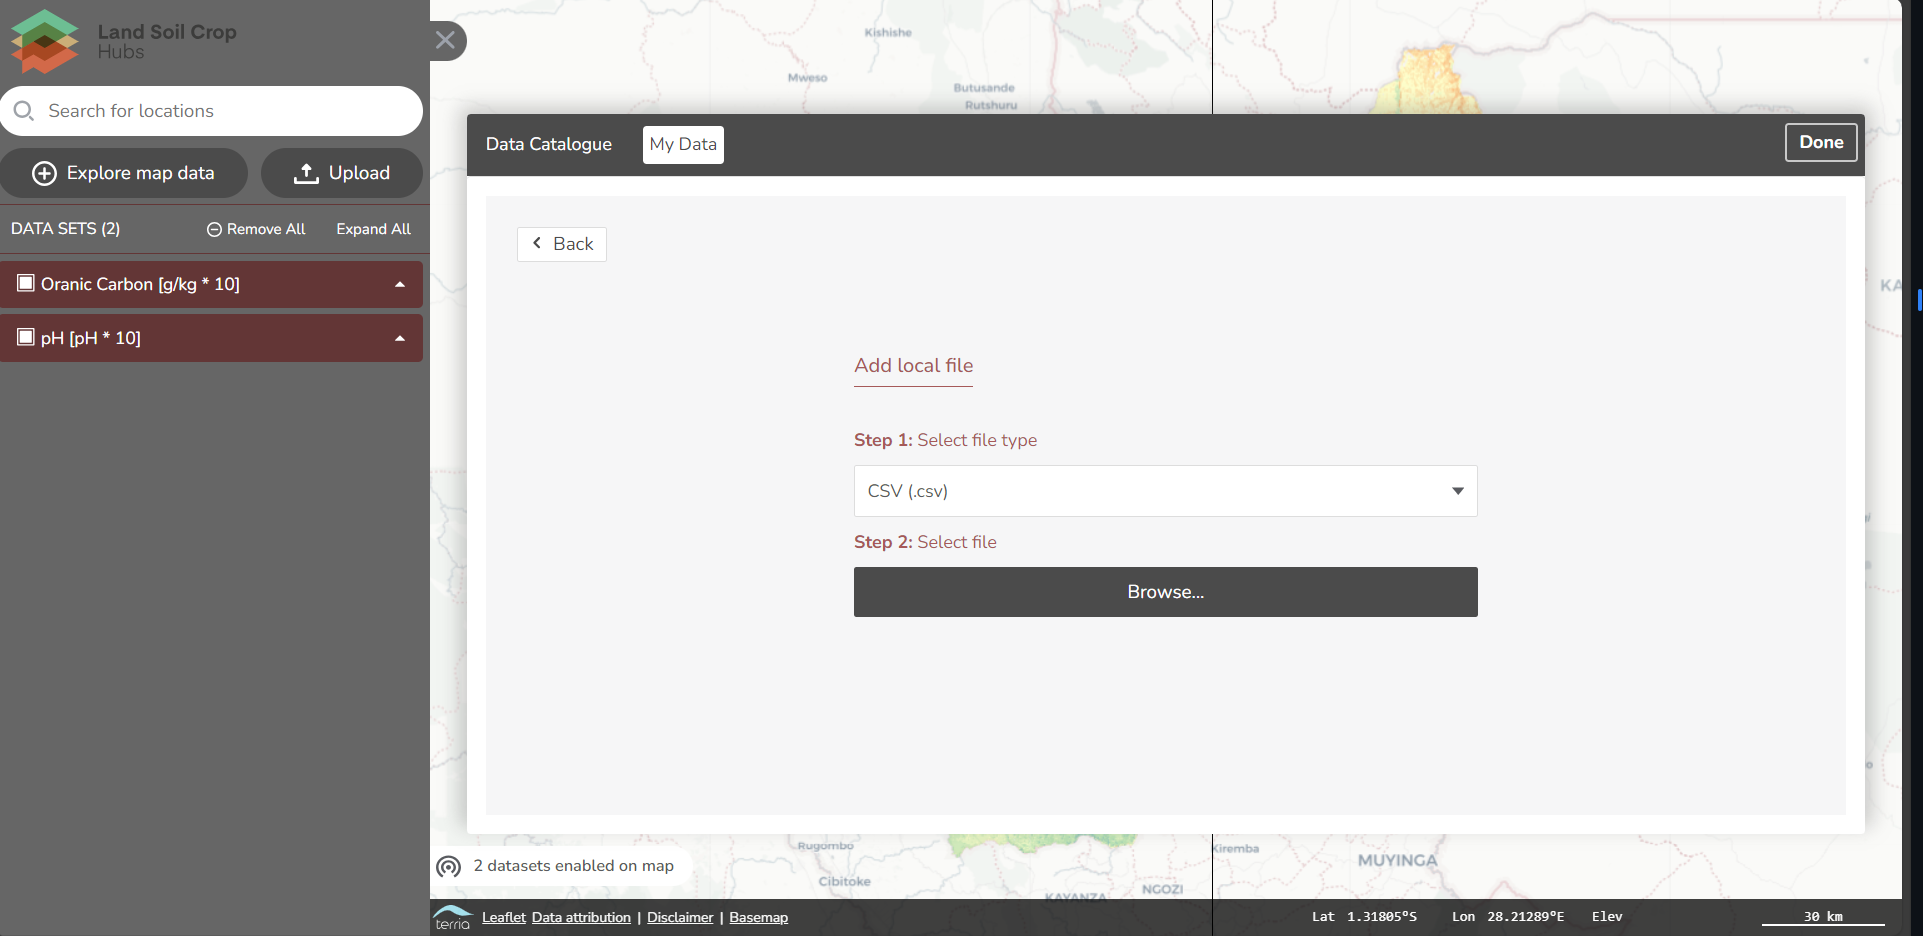 Land Soil Crop
Hubs
Search for locations
Explore map data
Upload
DATA SETS (2)
Remove All
Expand All
Oranic Carbon [g/kg * 10]
pH [pH * 10]
Kishishe
Mweso
Butusande
Rutshuru
Data Catalogue
My Data
Done
Back
KA
Add local file
Step 1: Select file type
CSV (.csv)
Step 2: Select file
Browse...
Rugombo
Kiremba
MUYINGA
2 datasets enabled on map
Cibitoke
KAYANZA
NGOZI
terria
Leaflet Data attribution | Disclaimer | Basemap
Lat 1.31805°S Lon 28.21289°E Elev
30 km